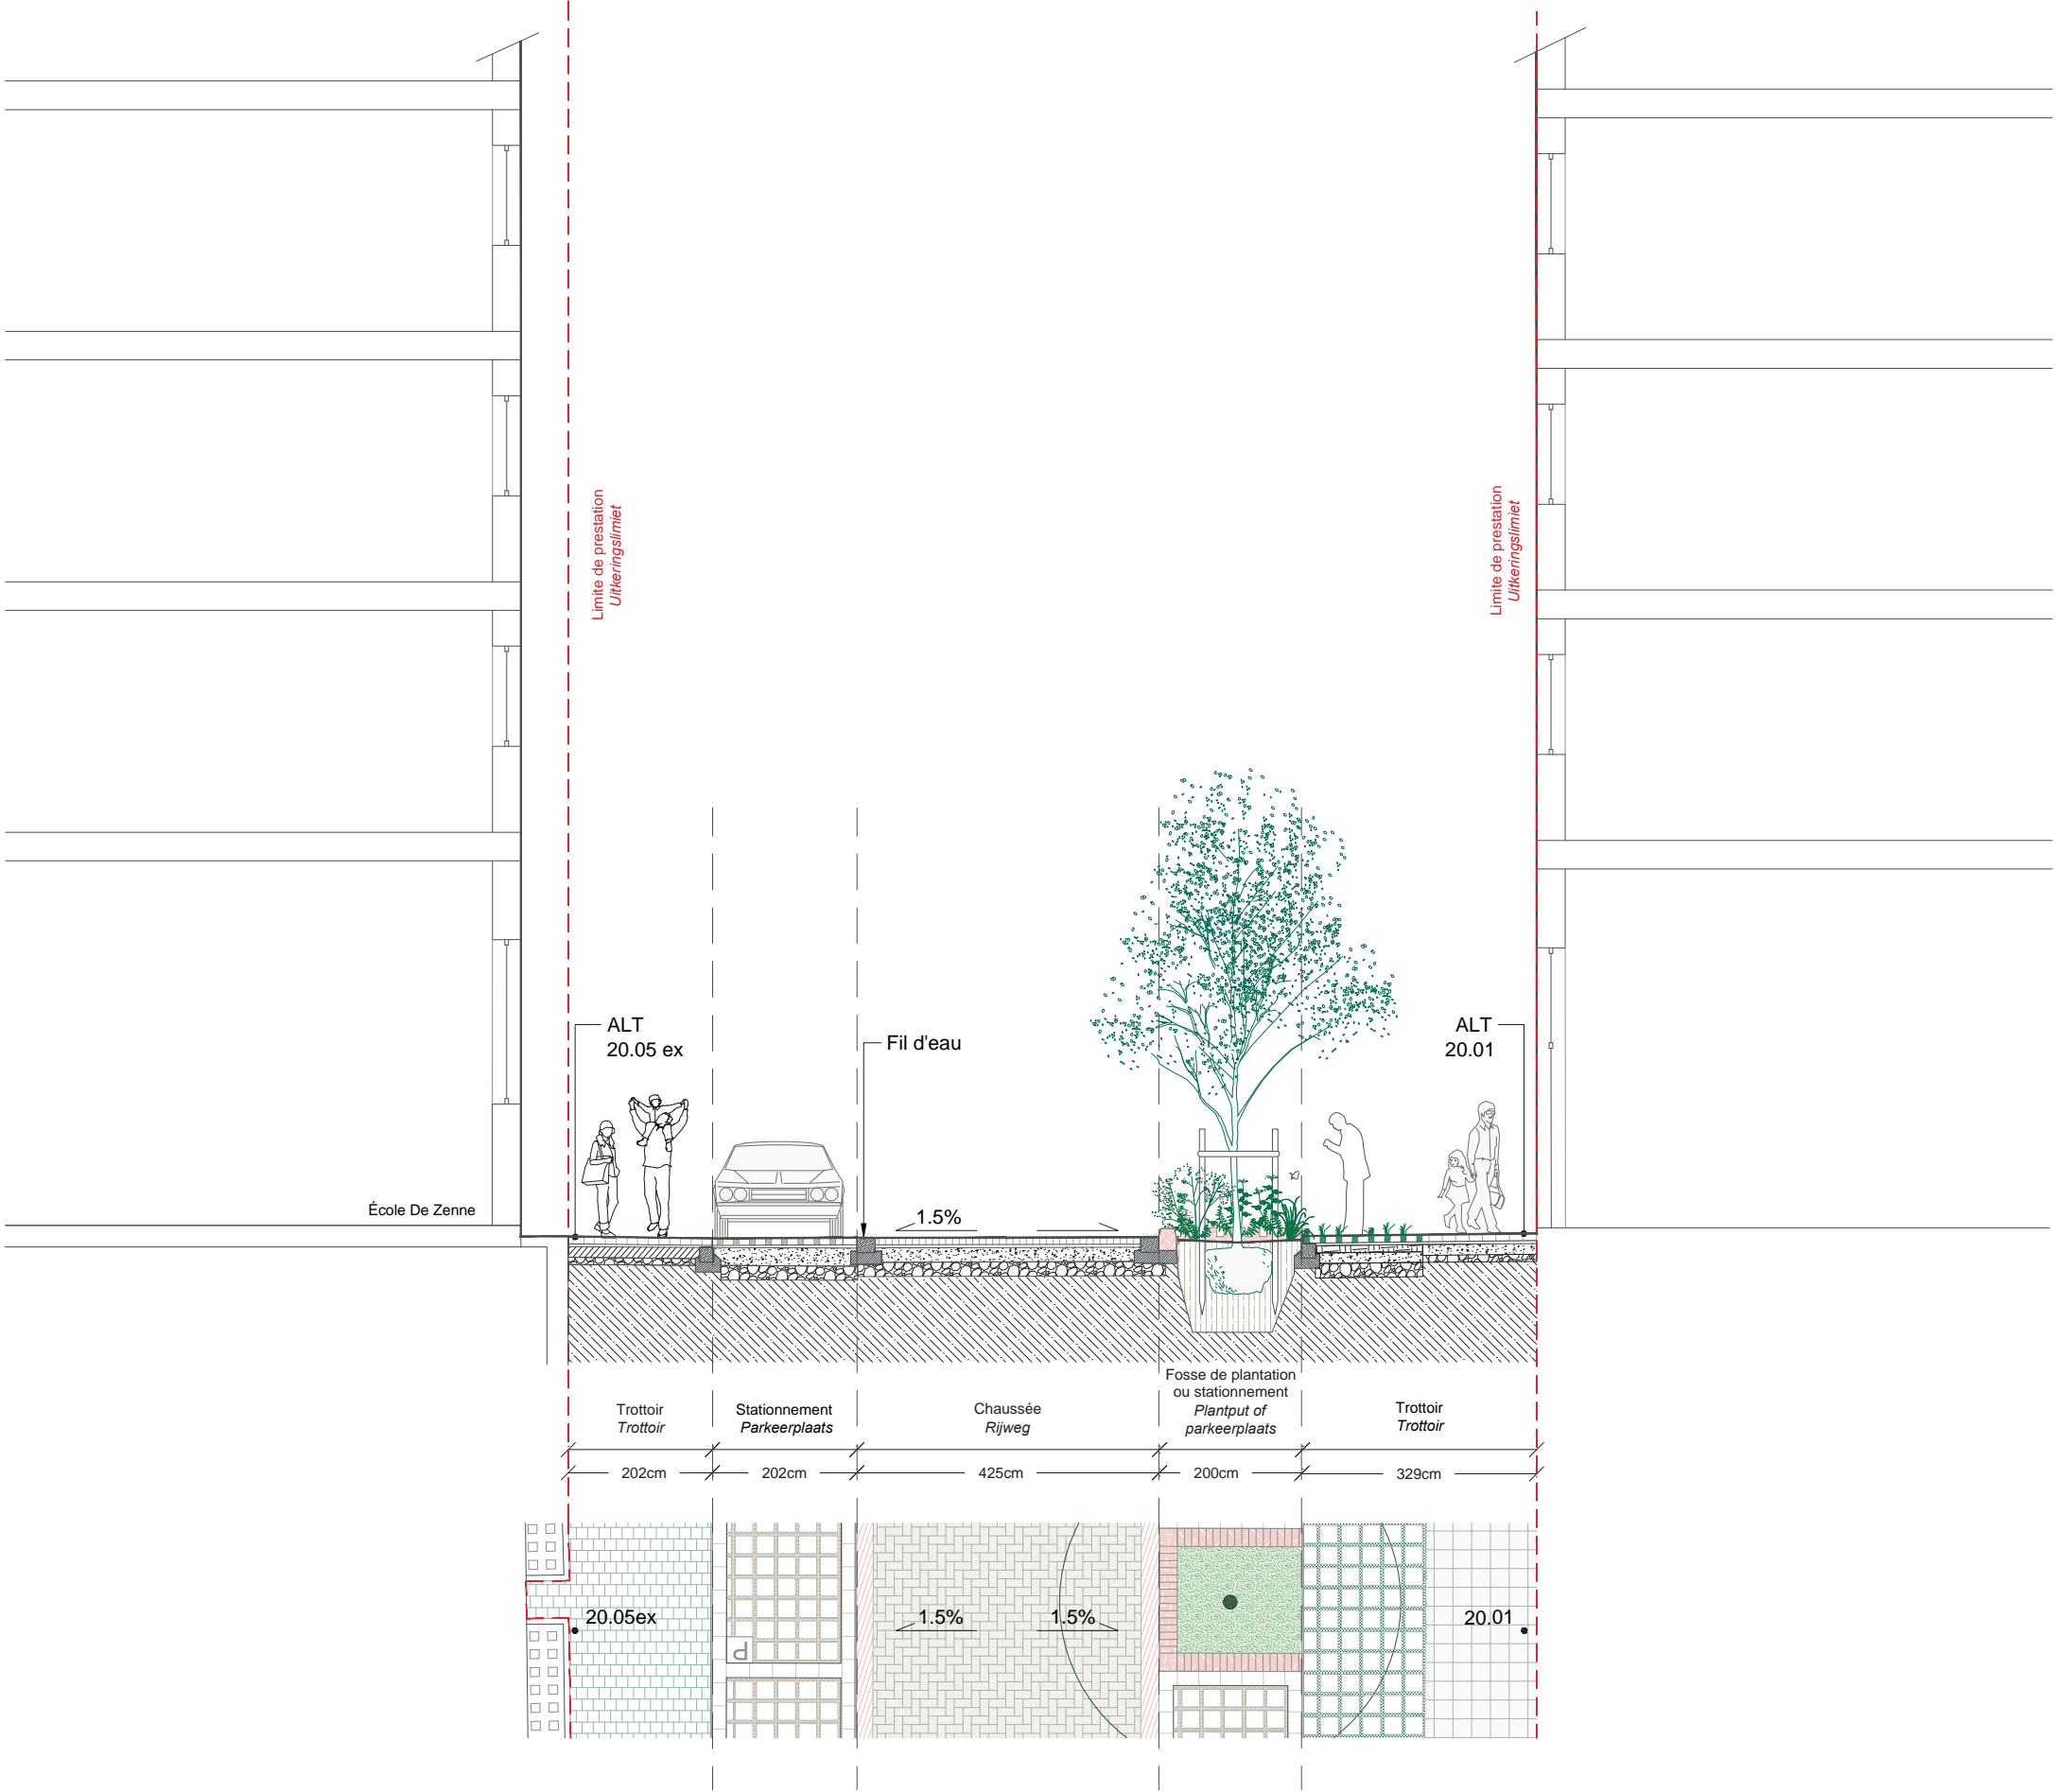 Limite de prestation
Uitkeringslimiet
Limite de prestation
Uitkeringslimiet
ALT
20.05 ex
Fil d'eau
ALT
20.01
École De Zenne
1.5%
Trottoir
Trottoir
Stationnement
Parkeerplaats
Chaussée
Rijweg
Fosse de plantation
ou stationnement
Plantput of
parkeerplaats
Trottoir
Trottoir
202cm
202cm
425cm
200cm
329cm
20.05ex
P
1.5%
1.5%
20.01